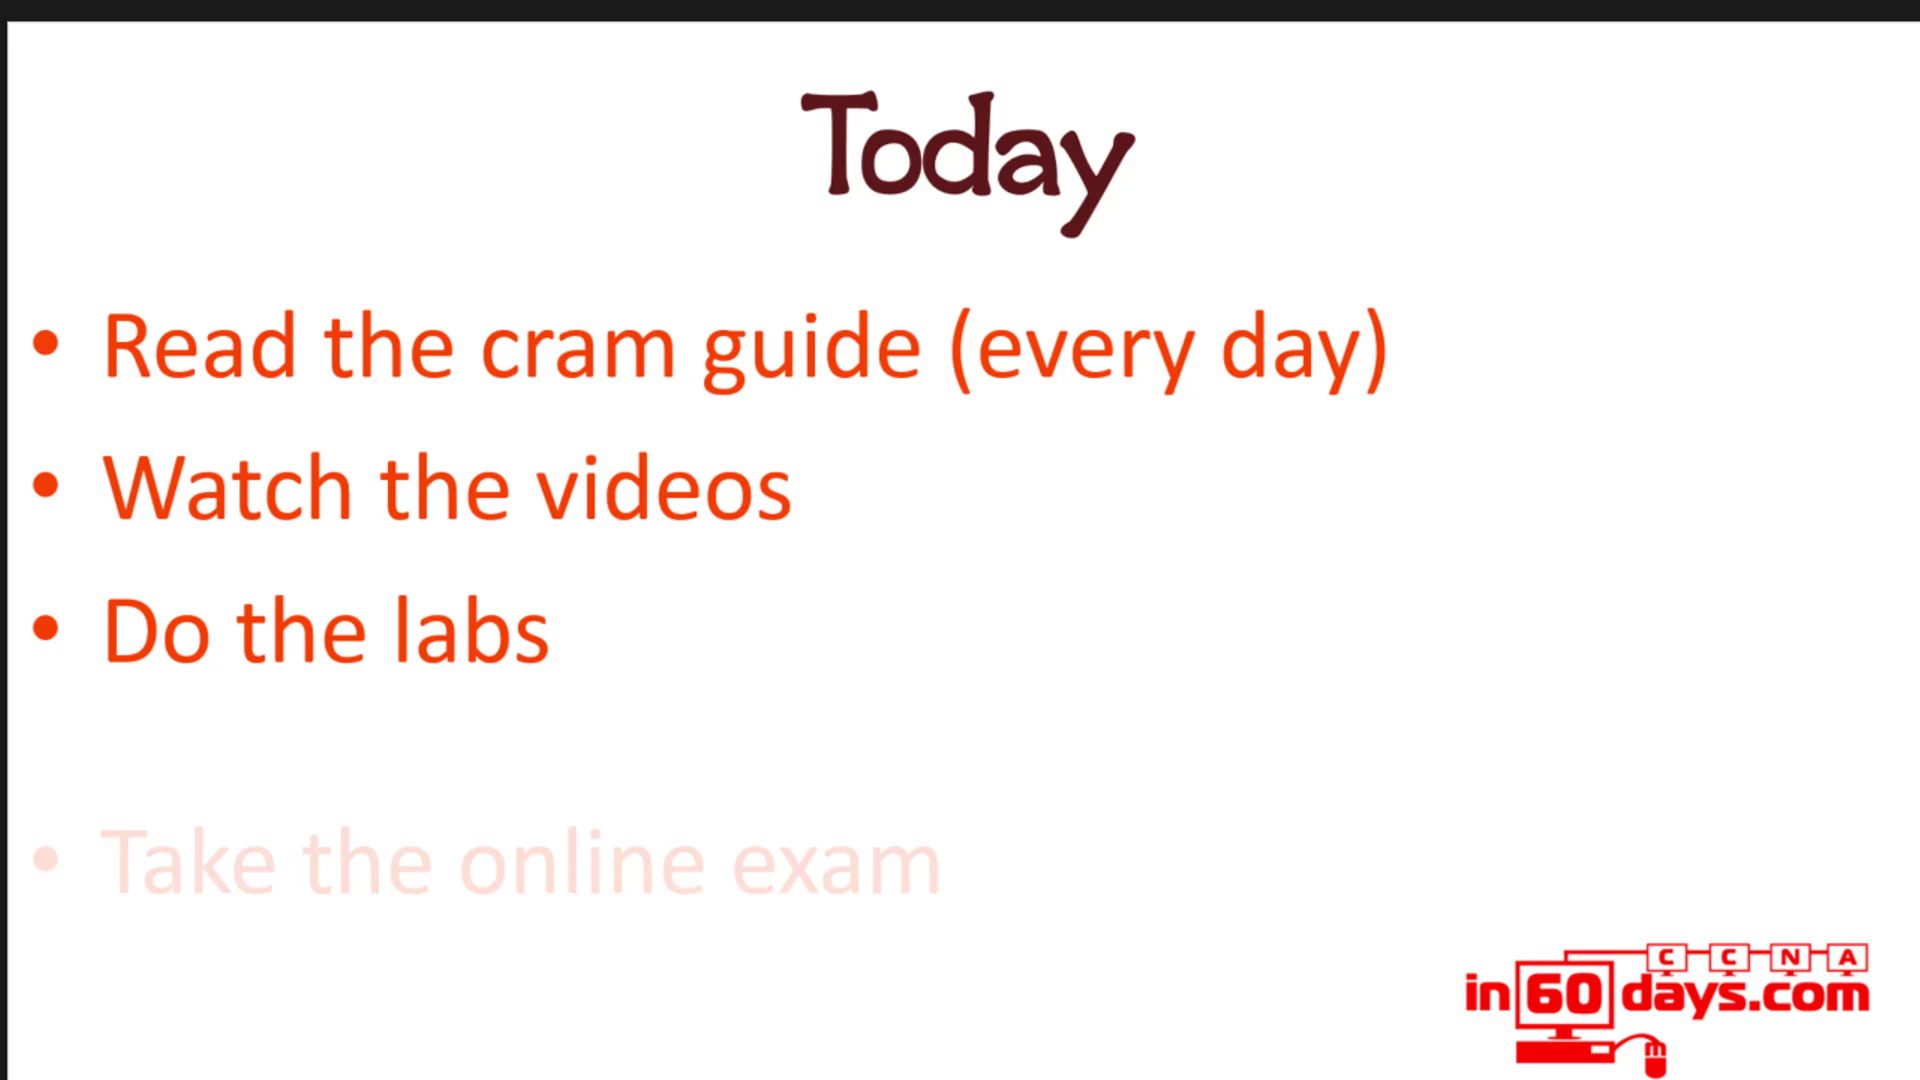 Today
• Read the cram guide (every day)
• Watch the videos
• Do the labs
• Take the online exam
C C N A
in 60 days.com